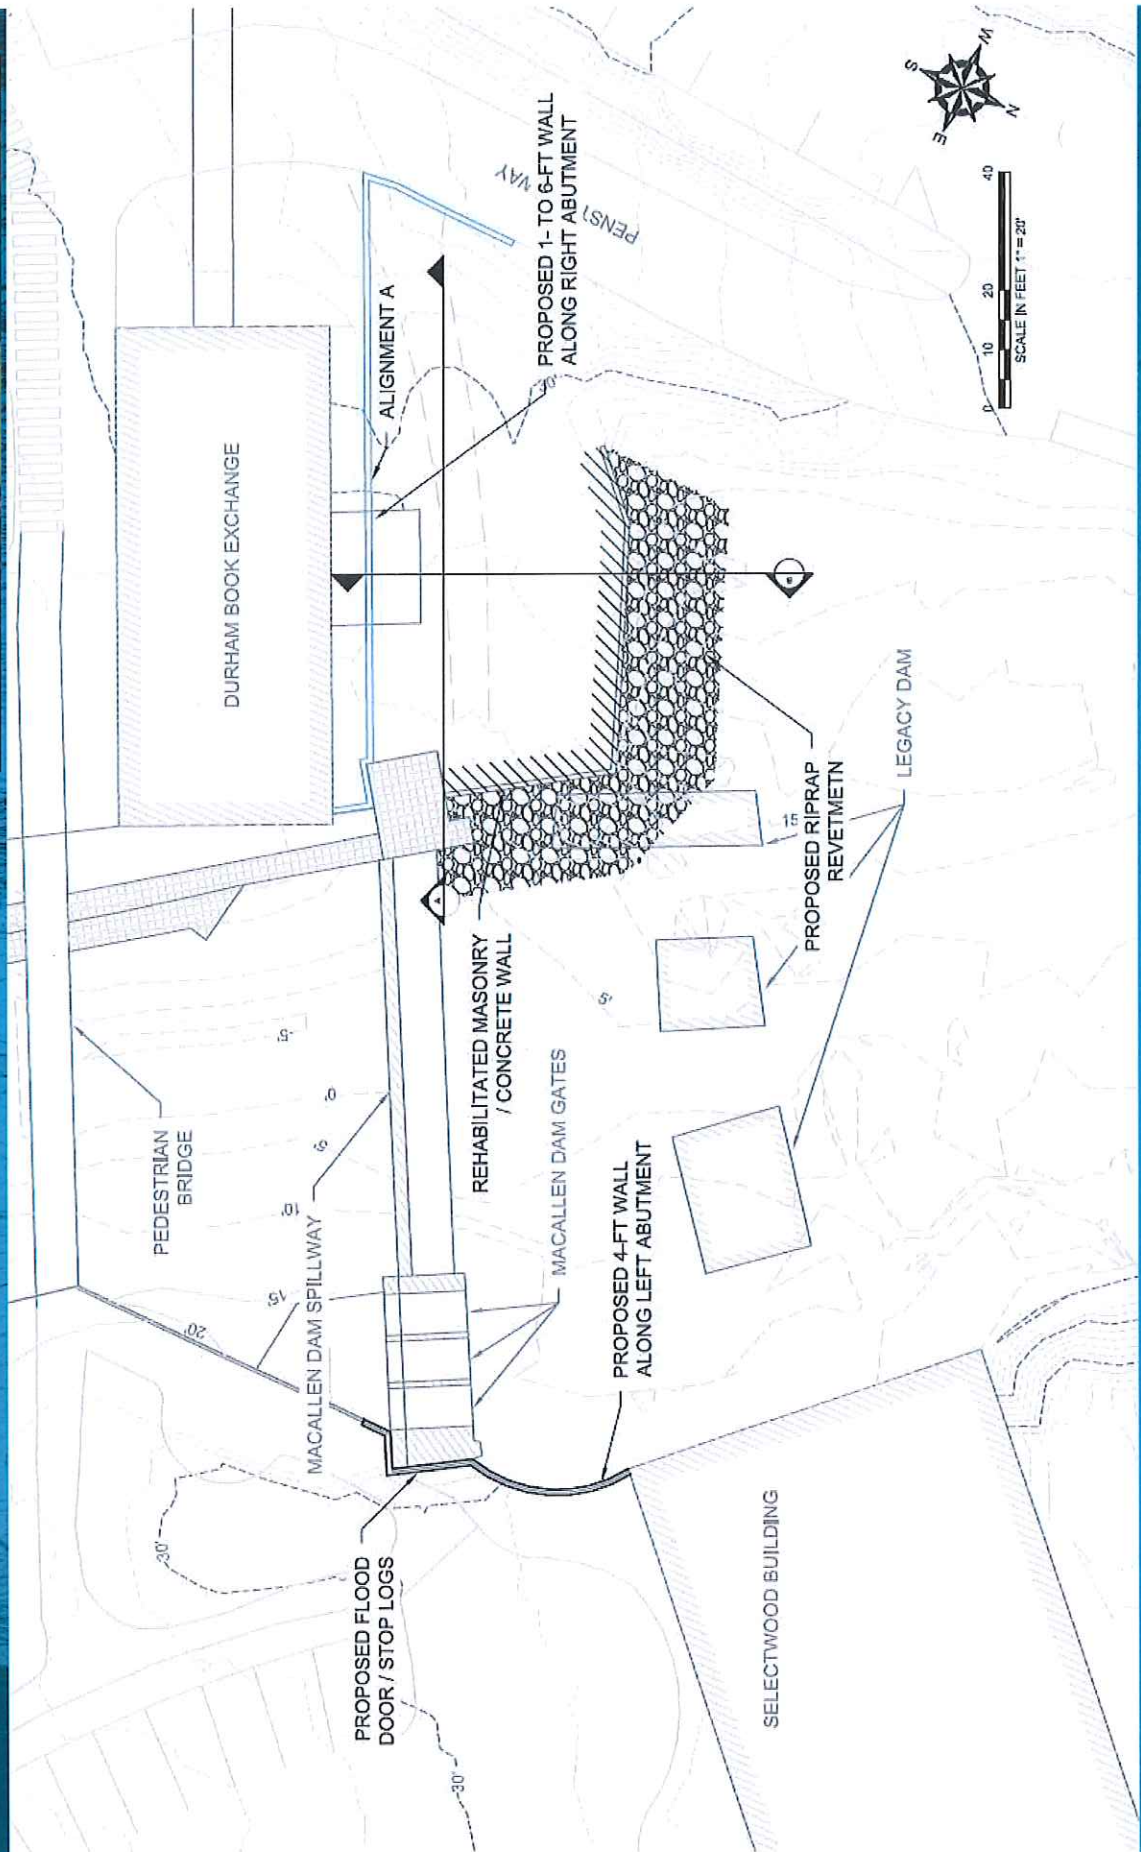 PEDESTRIAN
BRIDGE
DURHAM BOOK EXCHANGE
-30'
20'
15'
10'
5'
0'
-5'
MACALLEN DAM SPILLWAY
ALIGNMENT A
PROPOSED FLOOD
DOOR / STOP LOGS
-30'
REHABILITATED MASONRY
/ CONCRETE WALL
A
PROPOSED 1- TO 6-FT WALL
ALONG RIGHT ABUTMENT
WAY
MACALLEN DAM GATES
5'
PROPOSED 4-FT WALL
ALONG LEFT ABUTMENT
SELECTWOOD BUILDING
15
B
PROPOSED RIPRAP
REVETMETN
LEGACY DAM
S
W
E
N
0 10 20 40
SCALE IN FEET 1" = 20'